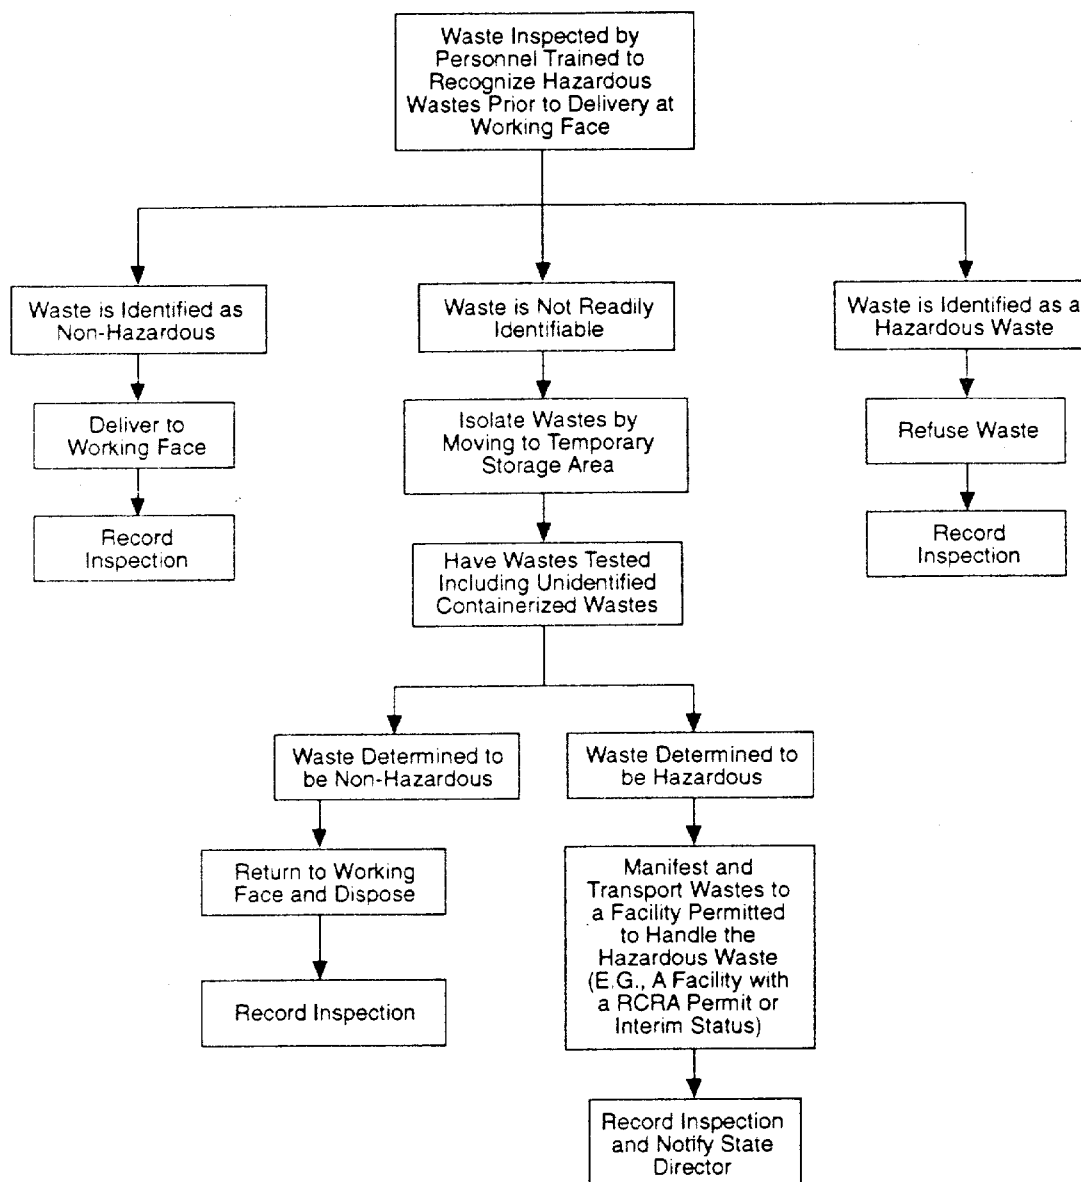 Waste Inspected by
Personnel Trained to
Recognize Hazardous
Wastes Prior to Delivery at
Working Face
Waste is Identified as
Non-Hazardous
Waste is Not Readily
Identifiable
Waste is Identified as a
Hazardous Waste
Deliver to
Working Face
Isolate Wastes by
Moving to Temporary
Storage Area
Refuse Waste
Record
Inspection
Have Wastes Tested
Including Unidentified
Containerized Wastes
Record
Inspection
Waste Determined to
be Non-Hazardous
Waste Determined to
be Hazardous
Return to Working
Face and Dispose
Manifest and
Transport Wastes to
a Facility Permitted
to Handle the
Hazardous Waste
(E.G., A Facility with
a RCRA Permit or
Interim Status)
Record Inspection
Record Inspection
and Notify State
Director